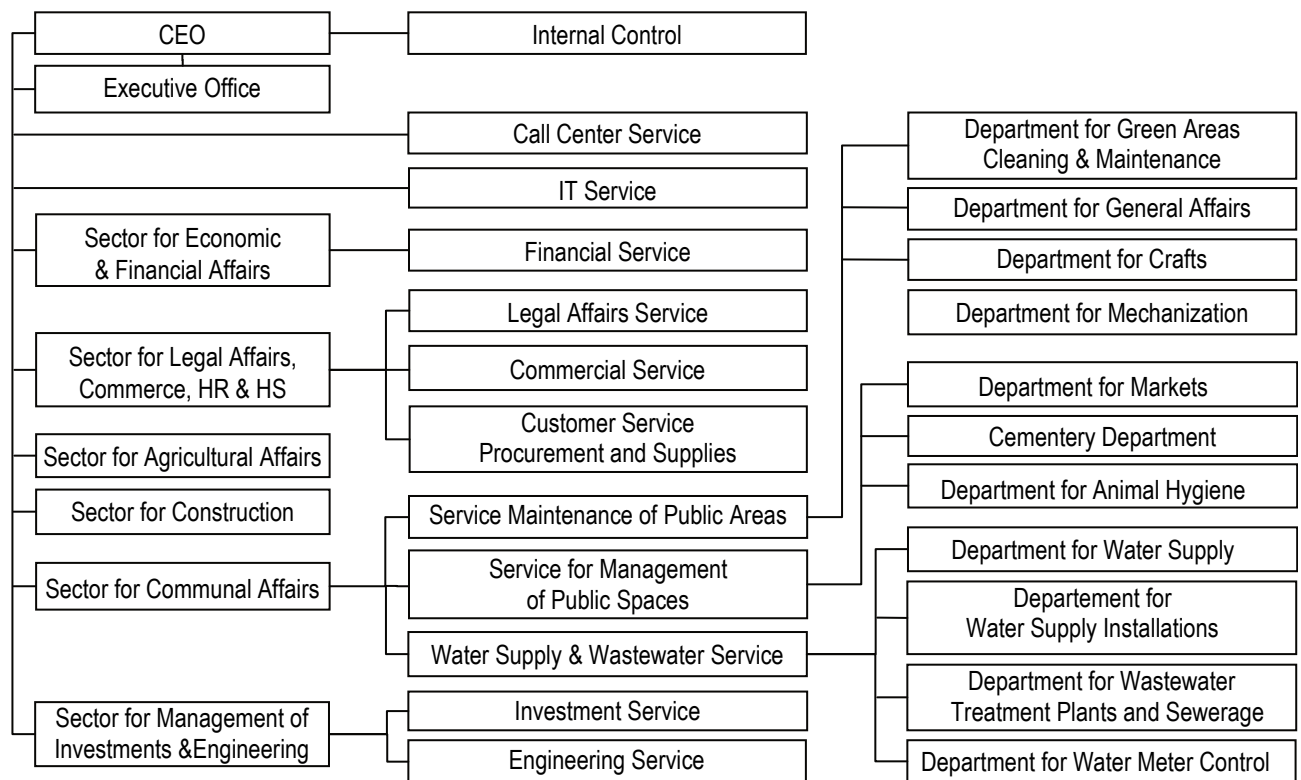 CEO
Internal Control
Executive Office
Call Center Service
IT Service
Sector for Economic
& Financial Affairs
Financial Service
Legal Affairs Service
Sector for Legal Affairs,
Commerce, HR & HS
Commercial Service
Customer Service
Procurement and Supplies
Sector for Agricultural Affairs
Sector for Construction
Sector for Communal Affairs
Service Maintenance of Public Areas
Service for Management
of Public Spaces
Water Supply & Wastewater Service
Sector for Management of
Investments &Engineering
Investment Service
Engineering Service
Department for Green Areas
Cleaning & Maintenance
Department for General Affairs
Department for Crafts
Department for Mechanization
Department for Markets
Cementery Department
Department for Animal Hygiene
Department for Water Supply
Departement for
Water Supply Installations
Department for Wastewater
Treatment Plants and Sewerage
Department for Water Meter Control